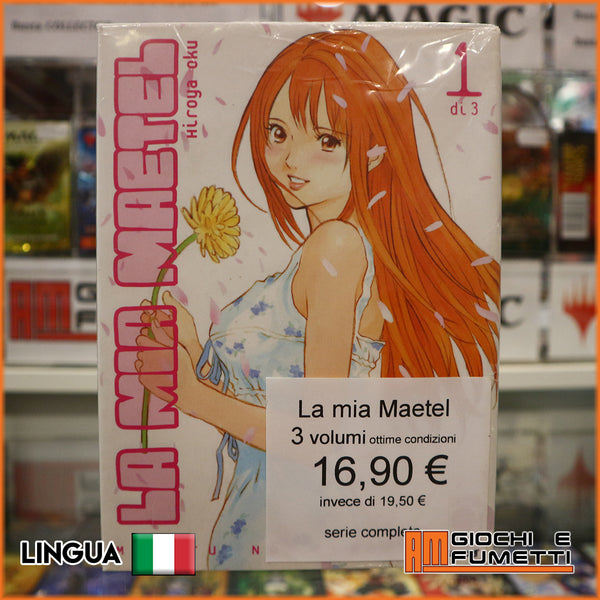 MAGIC
LA MIA MAETEL
Hiroya Oku
1
di 3
La mia Maetel
3 volumi ottime condizioni
16,90 €
invece di 19,50 €
serie completa
LINGUA
AM GIOCHI E
FUMETTI